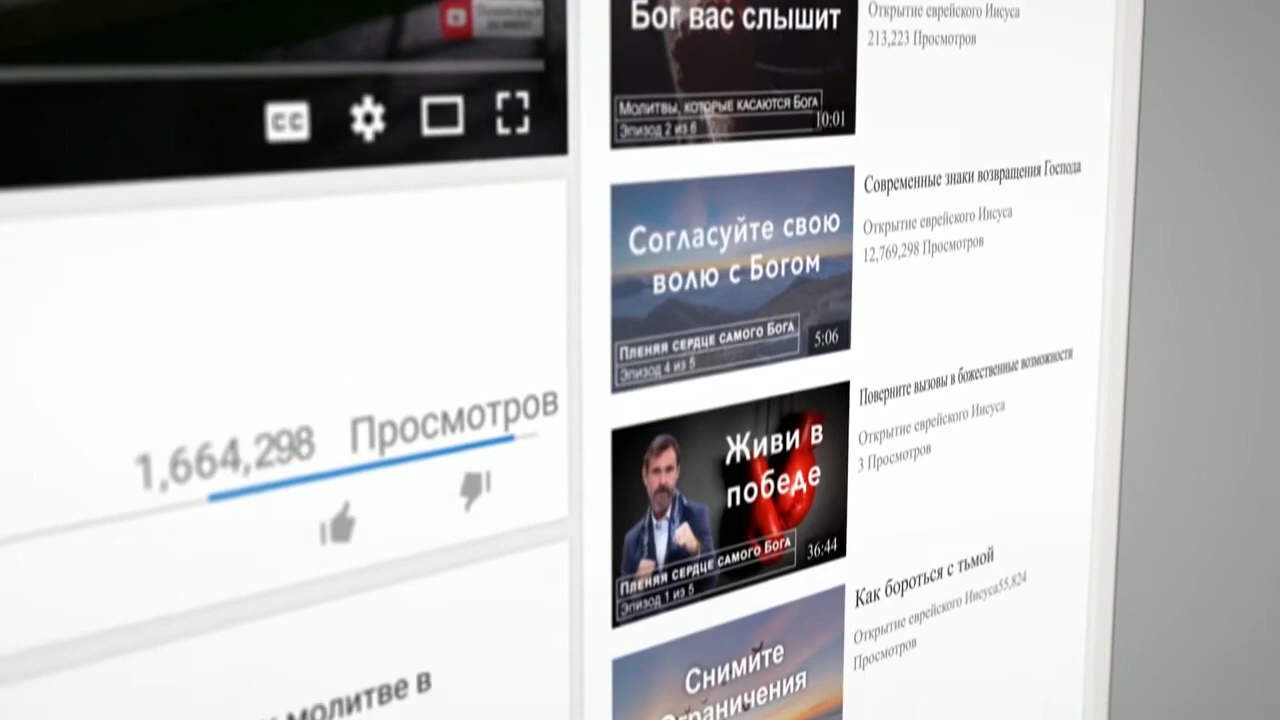 CC
1,664,298 Просмотров
молитве в
Бог вас слышит
Молитвы, которые касаются Бога
Эпизод 2 из 6
10:01
Открытие еврейского Иисуса
213,223 Просмотров
Согласуйте свою
волю с Богом
Пленяя сердце самого Бога
Эпизод 4 из 5
5:06
Современные знаки возвращения Господа
Открытие еврейского Иисуса
12,769,298 Просмотров
Живи в
победе
Пленяя сердце самого Бога
Эпизод 1 из 5
36:44
Поверните вызовы в божественные возможности
Открытие еврейского Иисуса
3 Просмотров
Снимите
ограничения
Как бороться с тьмой
Открытие еврейского Иисуса55,824
Просмотров